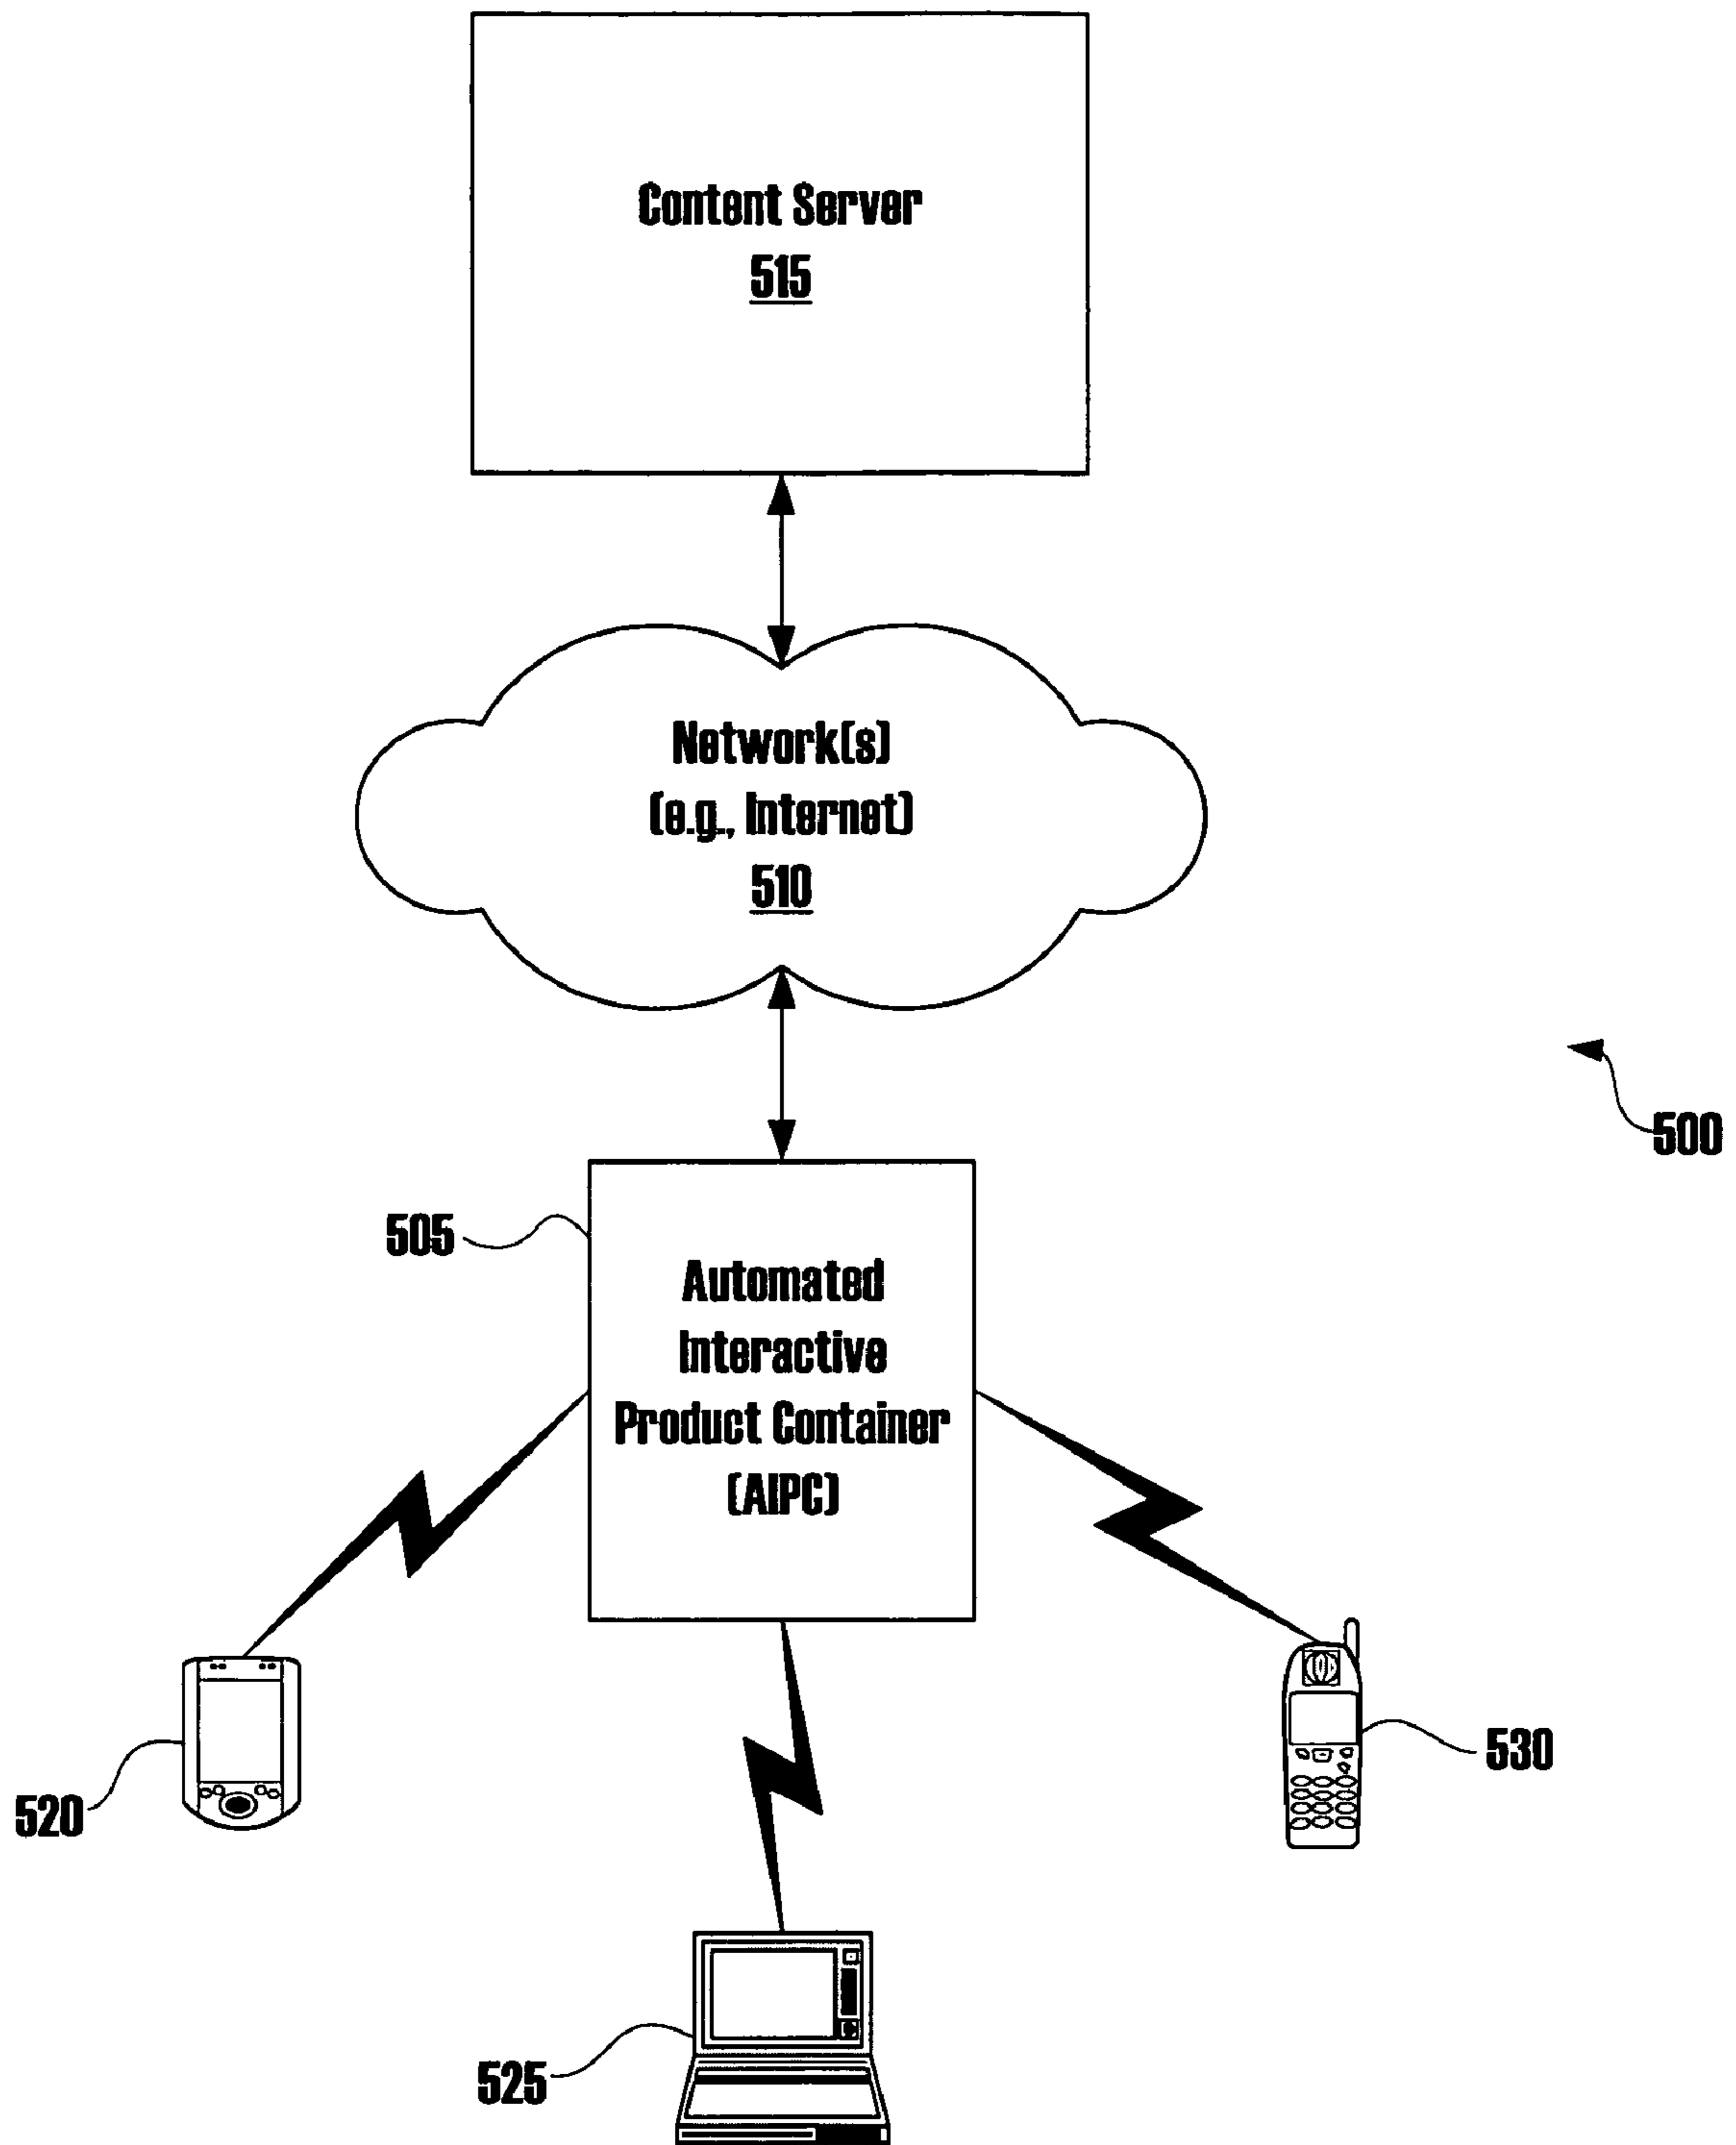 Content Server
515
Network(s)
(e.g., Internet)
510
500
505
Automated
Interactive
Product Container
(AIPC)
520
530
525